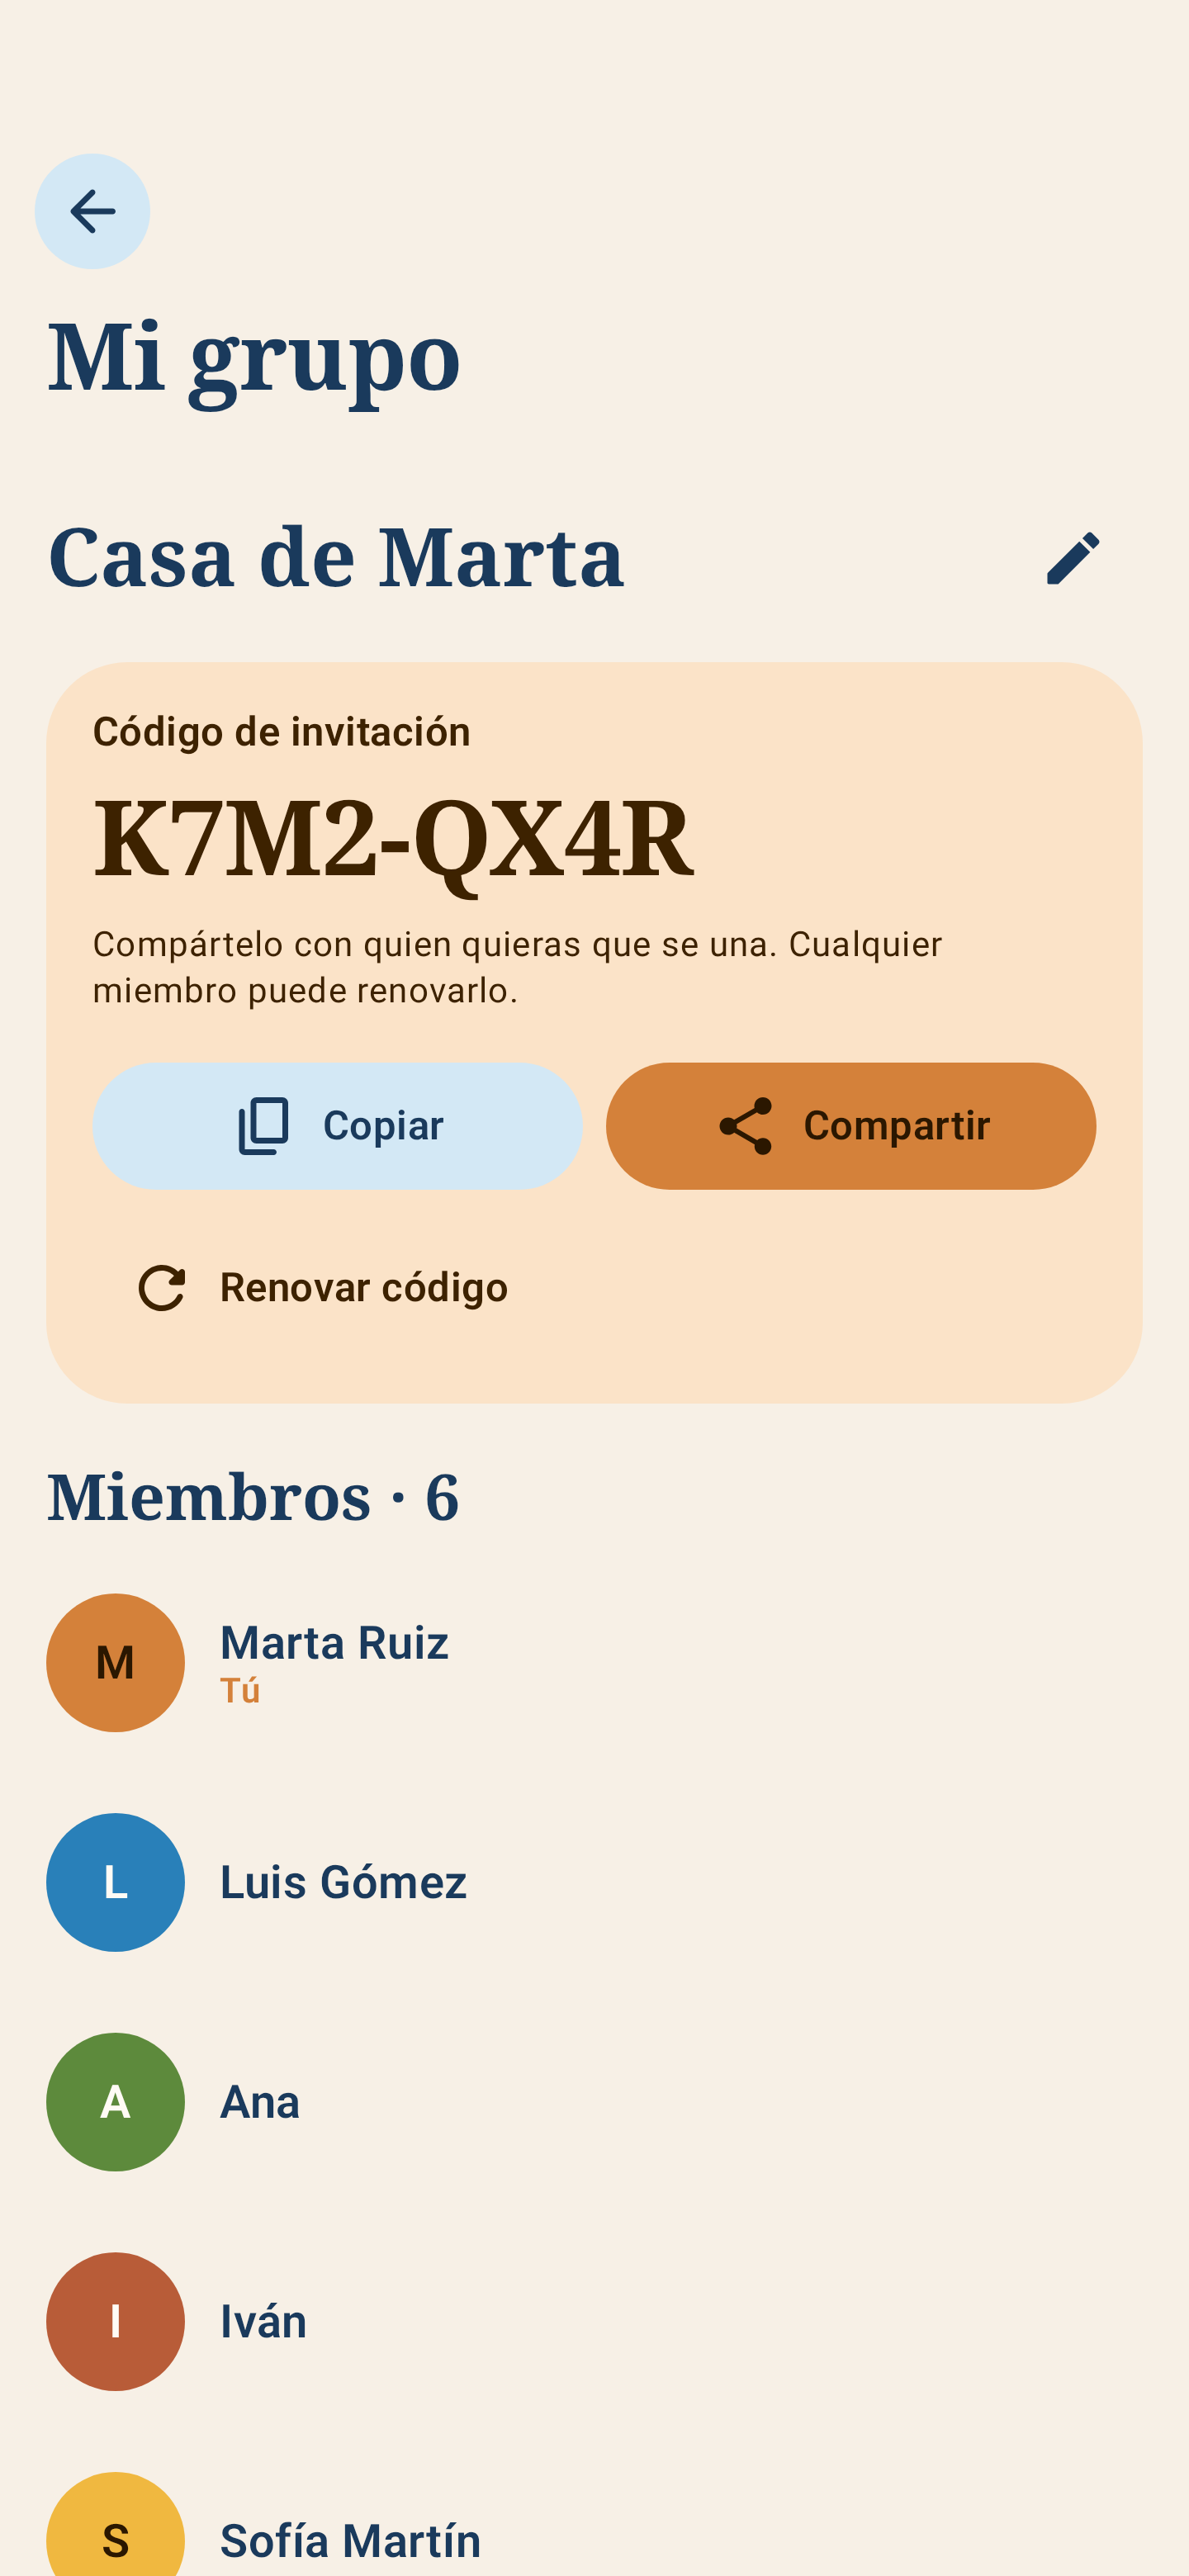 Mi grupo
Casa de Marta
Código de invitación
K7M2-QX4R
Compártelo con quien quieras que se una. Cualquier
miembro puede renovarlo.
Copiar
Compartir
Renovar código
Miembros · 6
M
Marta Ruiz
Tú
L
Luis Gómez
A
Ana
I
Iván
S
Sofía Martín